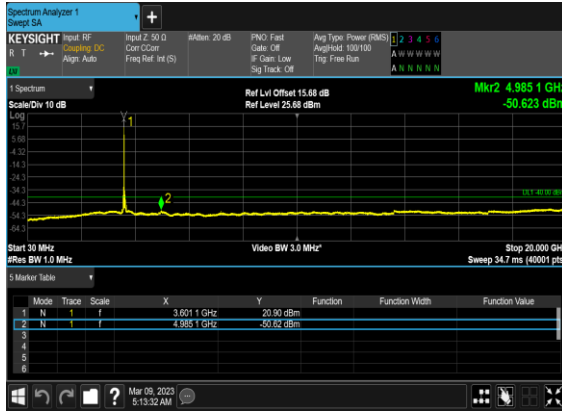 Spectrum Analyzer 1
Swept SA
+
KEYSIGHT Input: RF Input Z: 50 Ω #Atten: 20 dB PNO: Fast Avg Type: Power (RMS) 1 2 3 4 5 6
R T Coupling: DC Corr CCorr Gate: Off Avg|Hold: 100/100 A W W W W W
Align: Auto Freq Ref: Int (S) IF Gain: Low Trig: Free Run
Sig Track: Off A N N N N N
1 Spectrum Ref Lvl Offset 15.68 dB Mkr2 4.985 1 GHz
Scale/Div 10 dB Ref Level 25.68 dBm -50.623 dBm
Log
15.7
5.68
-4.32
-14.3
-24.3
-34.3
-44.3
-54.3
-64.3
1
2
DL1 -40.00 dBm
Start 30 MHz Video BW 3.0 MHz* Stop 20.000 GHz
#Res BW 1.0 MHz Sweep 34.7 ms (40001 pts)
5 Marker Table
Mode Trace Scale X Y Function Function Width Function Value
1 N 1 f 3.601 1 GHz 20.90 dBm
2 N 1 f 4.985 1 GHz -50.62 dBm
3
4
5
6
? Mar 09, 2023
5:13:32 AM